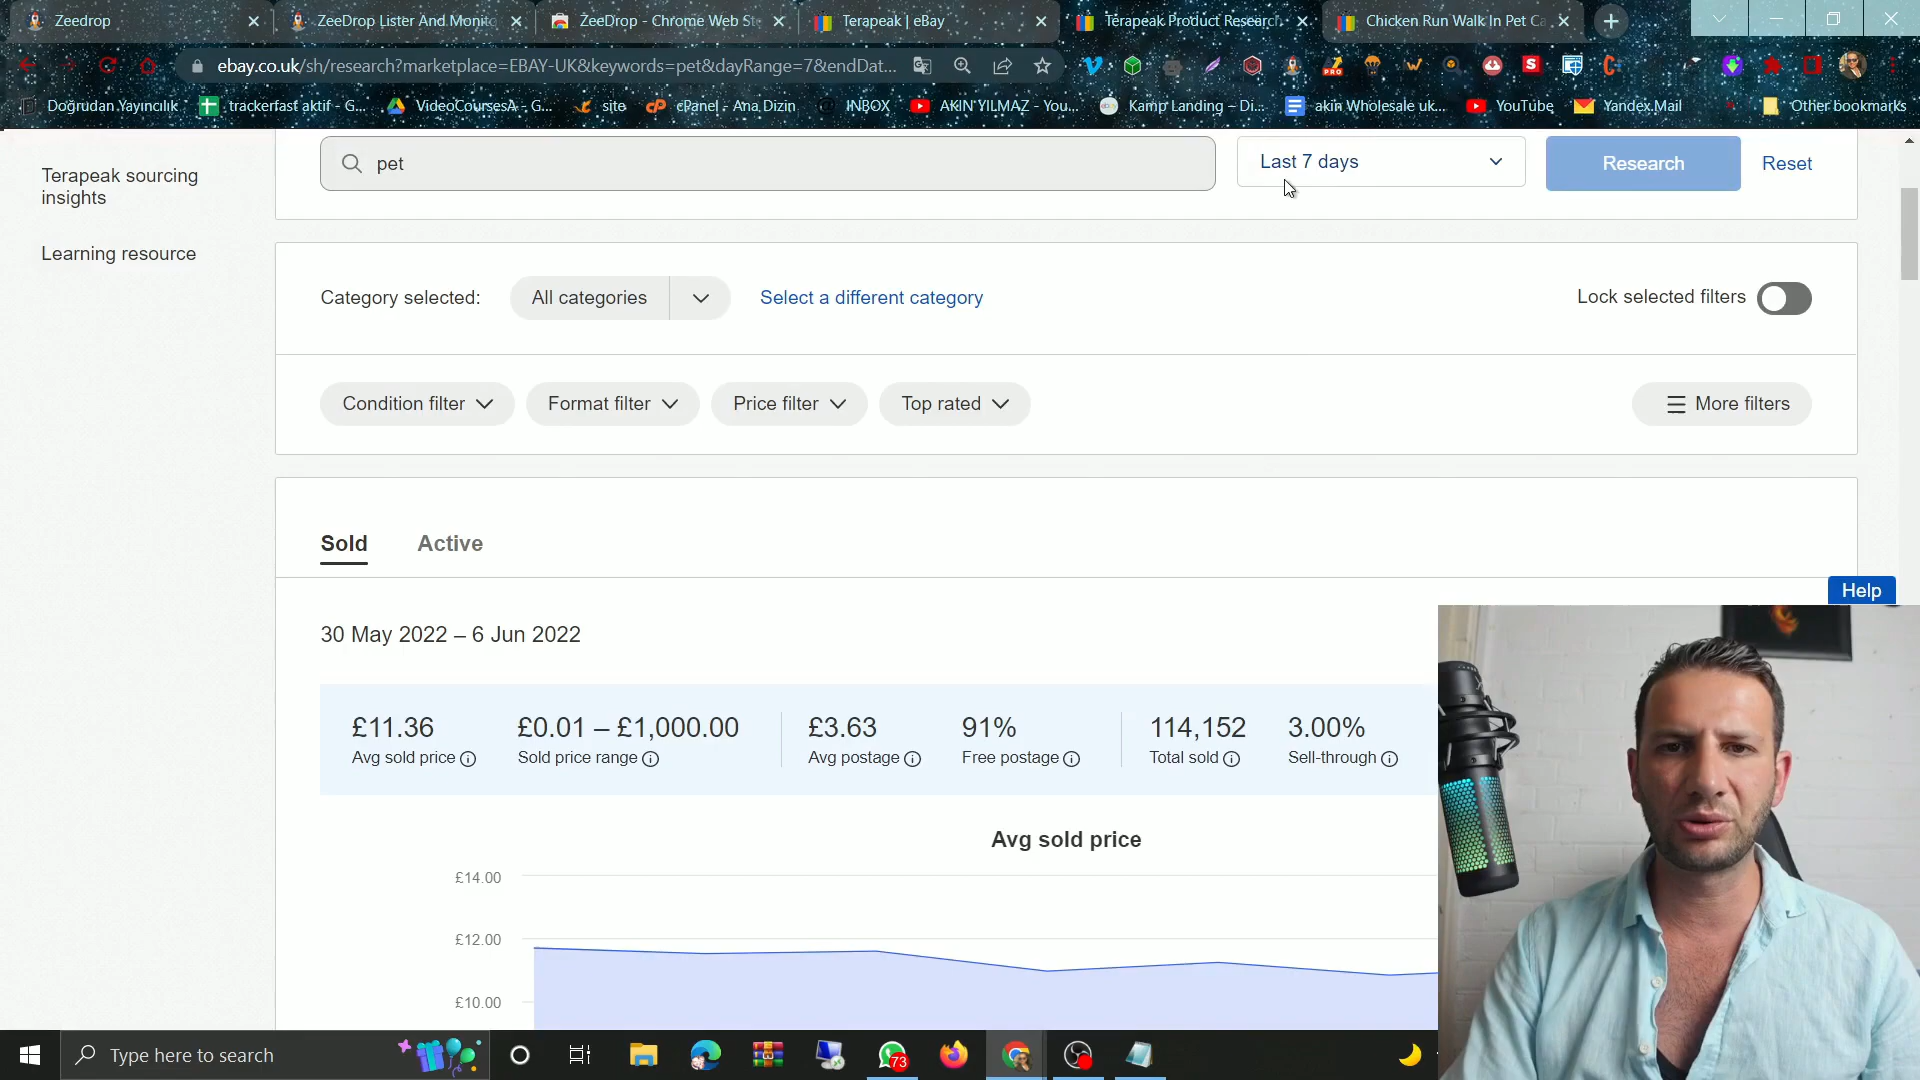 Zeedrop
ZeeDrop Lister And Monito
ZeeDrop - Chrome Web St
Terapeak | eBay
Terapeak Product Research
Chicken Run Walk In Pet Ca
ebay.co.uk/sh/research?marketplace=EBAY-UK&keywords=pet&dayRange=7&endDat...
PRO
Doğrudan Yayıncılık
trackerfast aktif - G...
VideoCoursesA - G...
site
cPanel - Ana Dizin
INBOX
AKIN YILMAZ - You...
Kamp Landing – Di...
akin Wholesale uk...
YouTube
Yandex.Mail
Other bookmarks
Terapeak sourcing
insights
Learning resource
pet
Last 7 days
Research
Reset
Category selected:
All categories
Select a different category
Lock selected filters
Condition filter
Format filter
Price filter
Top rated
More filters
Sold
Active
Help
30 May 2022 – 6 Jun 2022
£11.36
£0.01 – £1,000.00
£3.63
91%
114,152
3.00%
Avg sold price
Sold price range
Avg postage
Free postage
Total sold
Sell-through
Avg sold price
£14.00
£12.00
£10.00
Type here to search
73